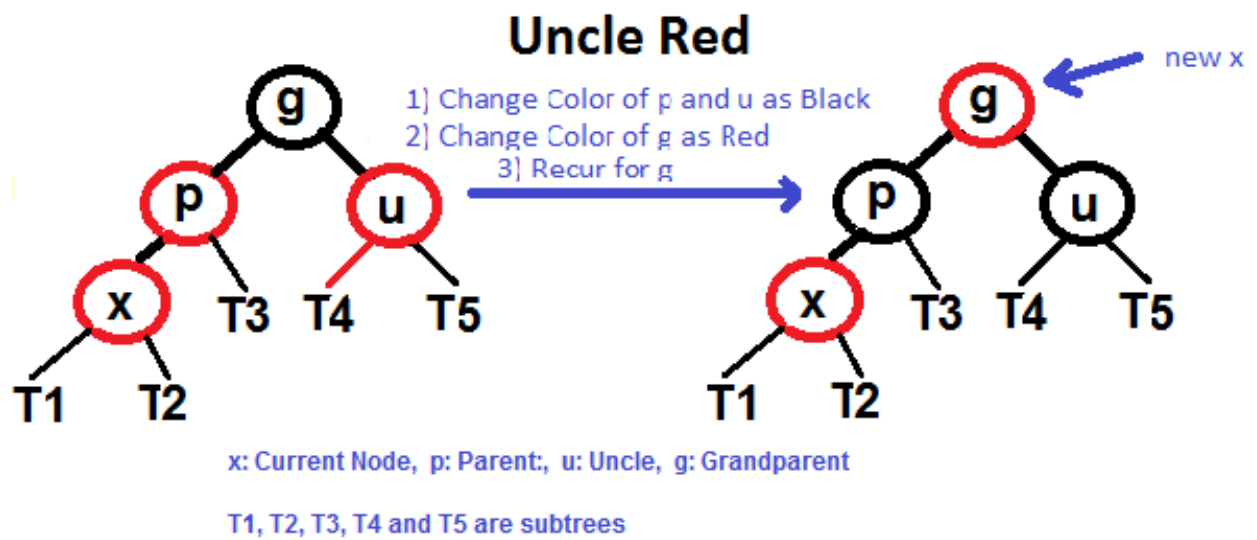 Uncle Red
new x
1) Change Color of p and u as Black
2) Change Color of g as Red
3) Recur for g
g
p
u
x
T3
T4
T5
T1
T2
g
p
u
x
T3
T4
T5
T1
T2
x: Current Node, p: Parent:, u: Uncle, g: Grandparent
T1, T2, T3, T4 and T5 are subtrees